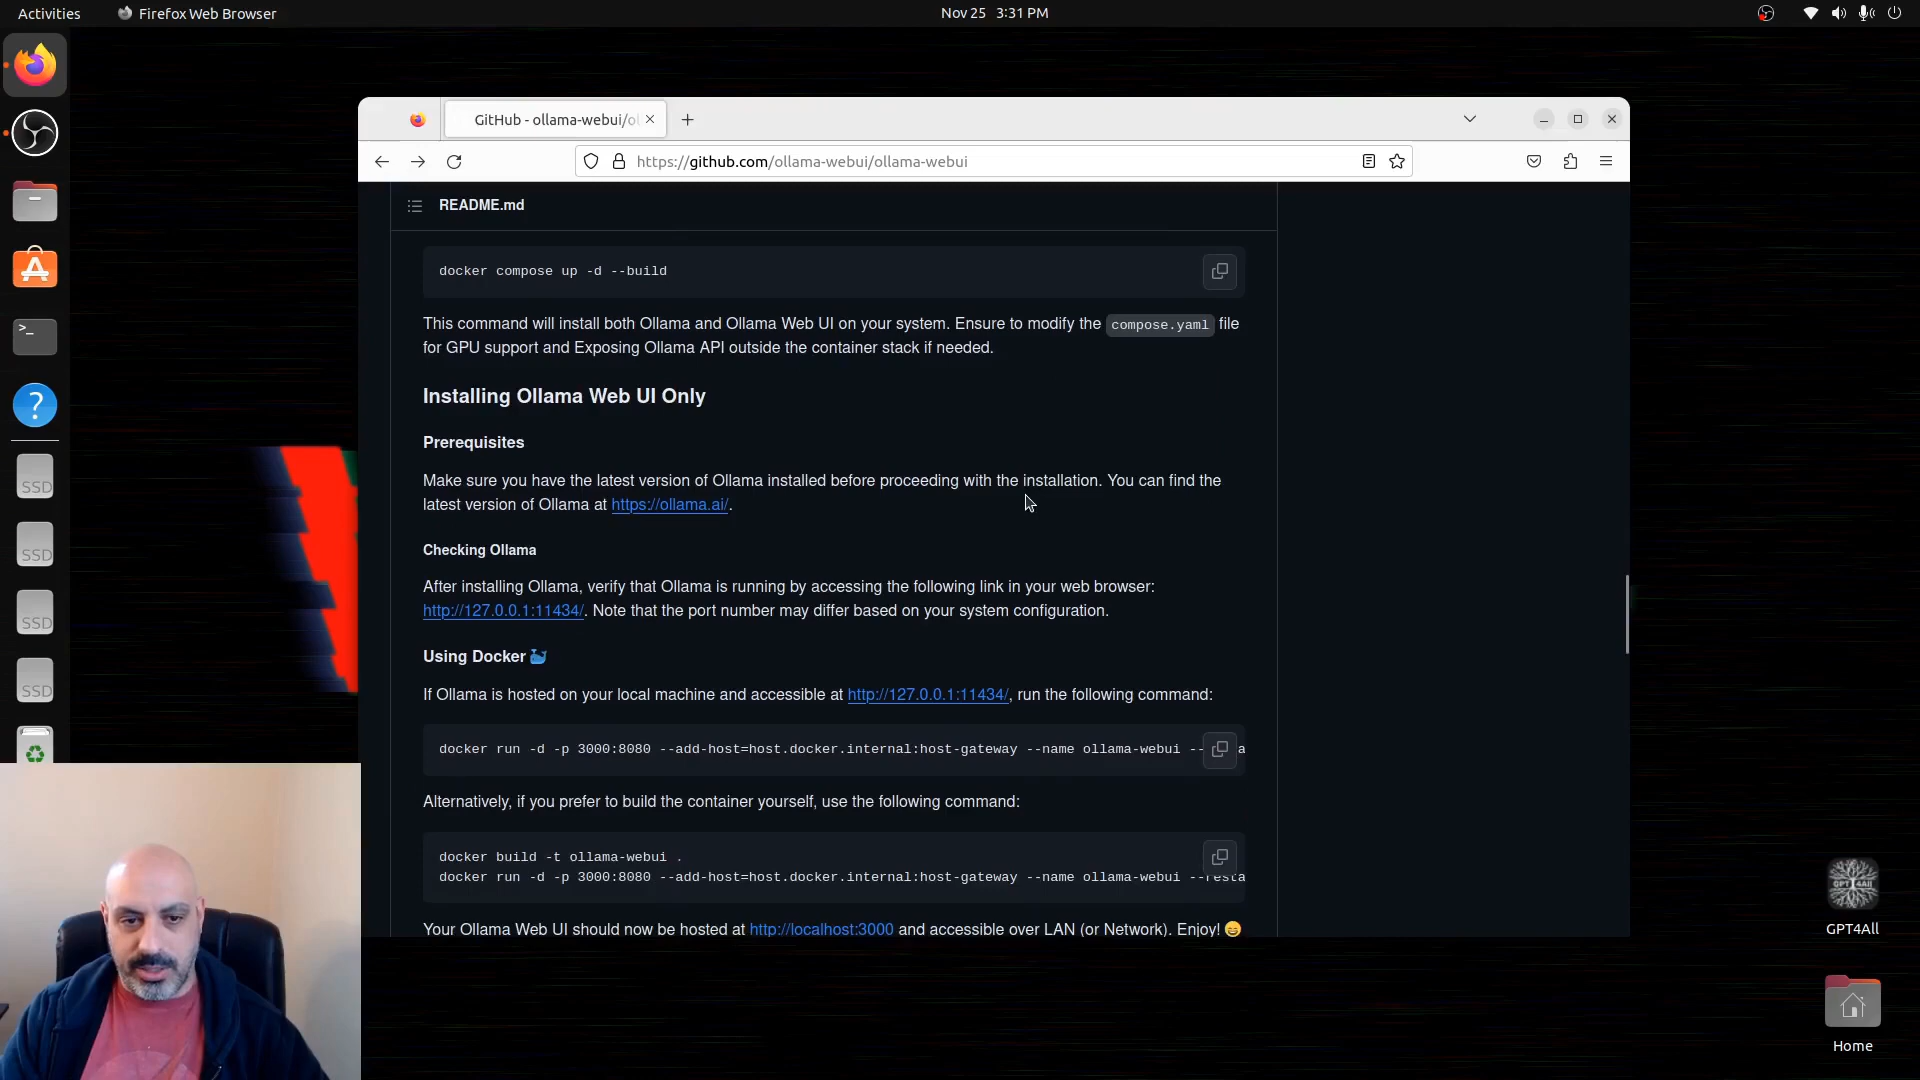 Activities
Firefox Web Browser
Nov 25 3:31 PM
GitHub - ollama-webui/ol
https://github.com/ollama-webui/ollama-webui
README.md
docker compose up -d --build
This command will install both Ollama and Ollama Web UI on your system. Ensure to modify the compose.yaml file
for GPU support and Exposing Ollama API outside the container stack if needed.
Installing Ollama Web UI Only
Prerequisites
Make sure you have the latest version of Ollama installed before proceeding with the installation. You can find the
latest version of Ollama at https://ollama.ai/.
Checking Ollama
After installing Ollama, verify that Ollama is running by accessing the following link in your web browser:
http://127.0.0.1:11434/. Note that the port number may differ based on your system configuration.
Using Docker 🐳
If Ollama is hosted on your local machine and accessible at http://127.0.0.1:11434/, run the following command:
docker run -d -p 3000:8080 --add-host=host.docker.internal:host-gateway --name ollama-webui --
Alternatively, if you prefer to build the container yourself, use the following command:
docker build -t ollama-webui .
docker run -d -p 3000:8080 --add-host=host.docker.internal:host-gateway --name ollama-webui --resta
Your Ollama Web UI should now be hosted at http://localhost:3000 and accessible over LAN (or Network). Enjoy! 😄
SSD
SSD
SSD
SSD
GPT4All
GPT4All
Home